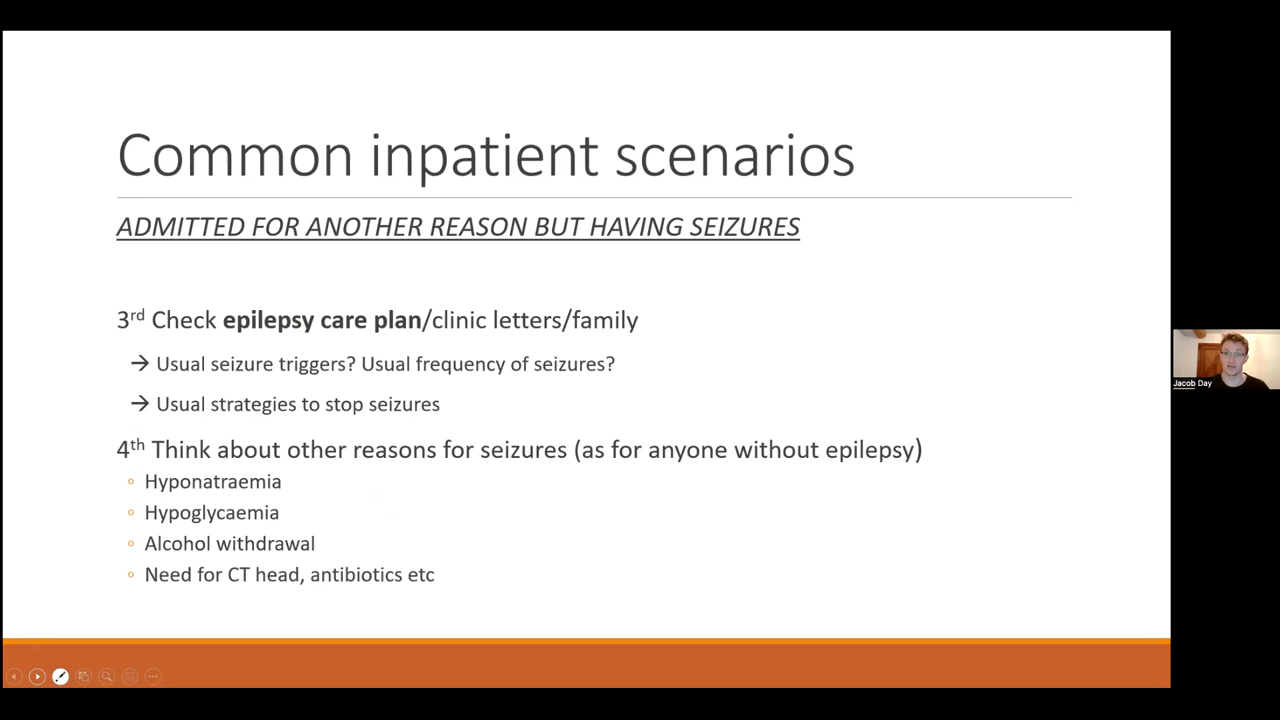 Common inpatient scenarios
ADMITTED FOR ANOTHER REASON BUT HAVING SEIZURES
3rd Check epilepsy care plan/clinic letters/family
→ Usual seizure triggers? Usual frequency of seizures?
→ Usual strategies to stop seizures
4th Think about other reasons for seizures (as for anyone without epilepsy)
Hyponatraemia
Hypoglycaemia
Alcohol withdrawal
Need for CT head, antibiotics etc
Jacob Day